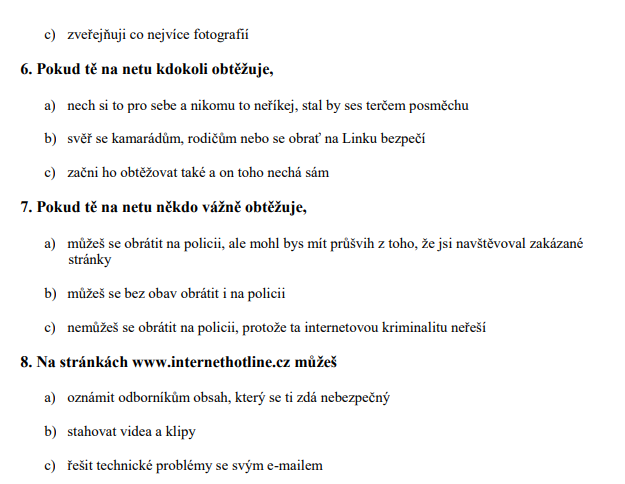 c) zveřejňuji co nejvíce fotografií
6. Pokud tě na netu kdokoli obtěžuje,
a) nech si to pro sebe a nikomu to neříkej, stal by ses terčem posměchu
b) svěř se kamarádům, rodičům nebo se obrať na Linku bezpečí
c) začni ho obtěžovat také a on toho nechá sám
7. Pokud tě na netu někdo vážně obtěžuje,
a) můžeš se obrátit na policii, ale mohl bys mít průšvih z toho, že jsi navštěvoval zakázané
stránky
b) můžeš se bez obav obrátit i na policii
c) nemůžeš se obrátit na policii, protože ta internetovou kriminalitu neřeší
8. Na stránkách www.internethotline.cz můžeš
a) oznámit odborníkům obsah, který se ti zdá nebezpečný
b) stahovat videa a klipy
c) řešit technické problémy se svým e-mailem